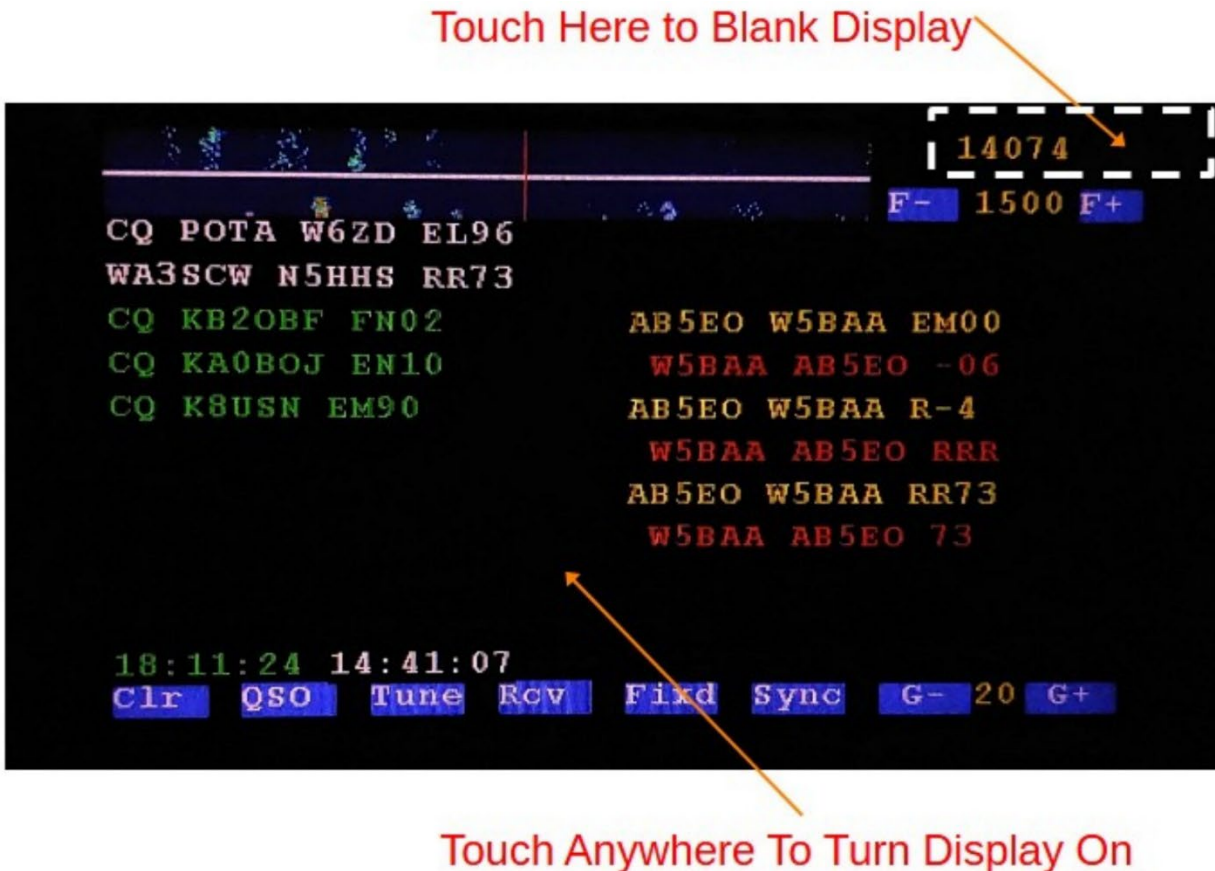 Touch Here to Blank Display
14074
F- 1500 F+
CQ POTA W6ZD EL96
WA3SCW N5HHS RR73
CQ KB2OBF FN02
CQ KA0BOJ EN10
CQ K8USN EM90
AB5EO W5BAA EM00
W5BAA AB5EO -06
AB5EO W5BAA R-4
W5BAA AB5EO RRR
AB5EO W5BAA RR73
W5BAA AB5EO 73
18:11:24 14:41:07
Clr QSO Tune Rcv Fixd Sync G- 20 G+
Touch Anywhere To Turn Display On